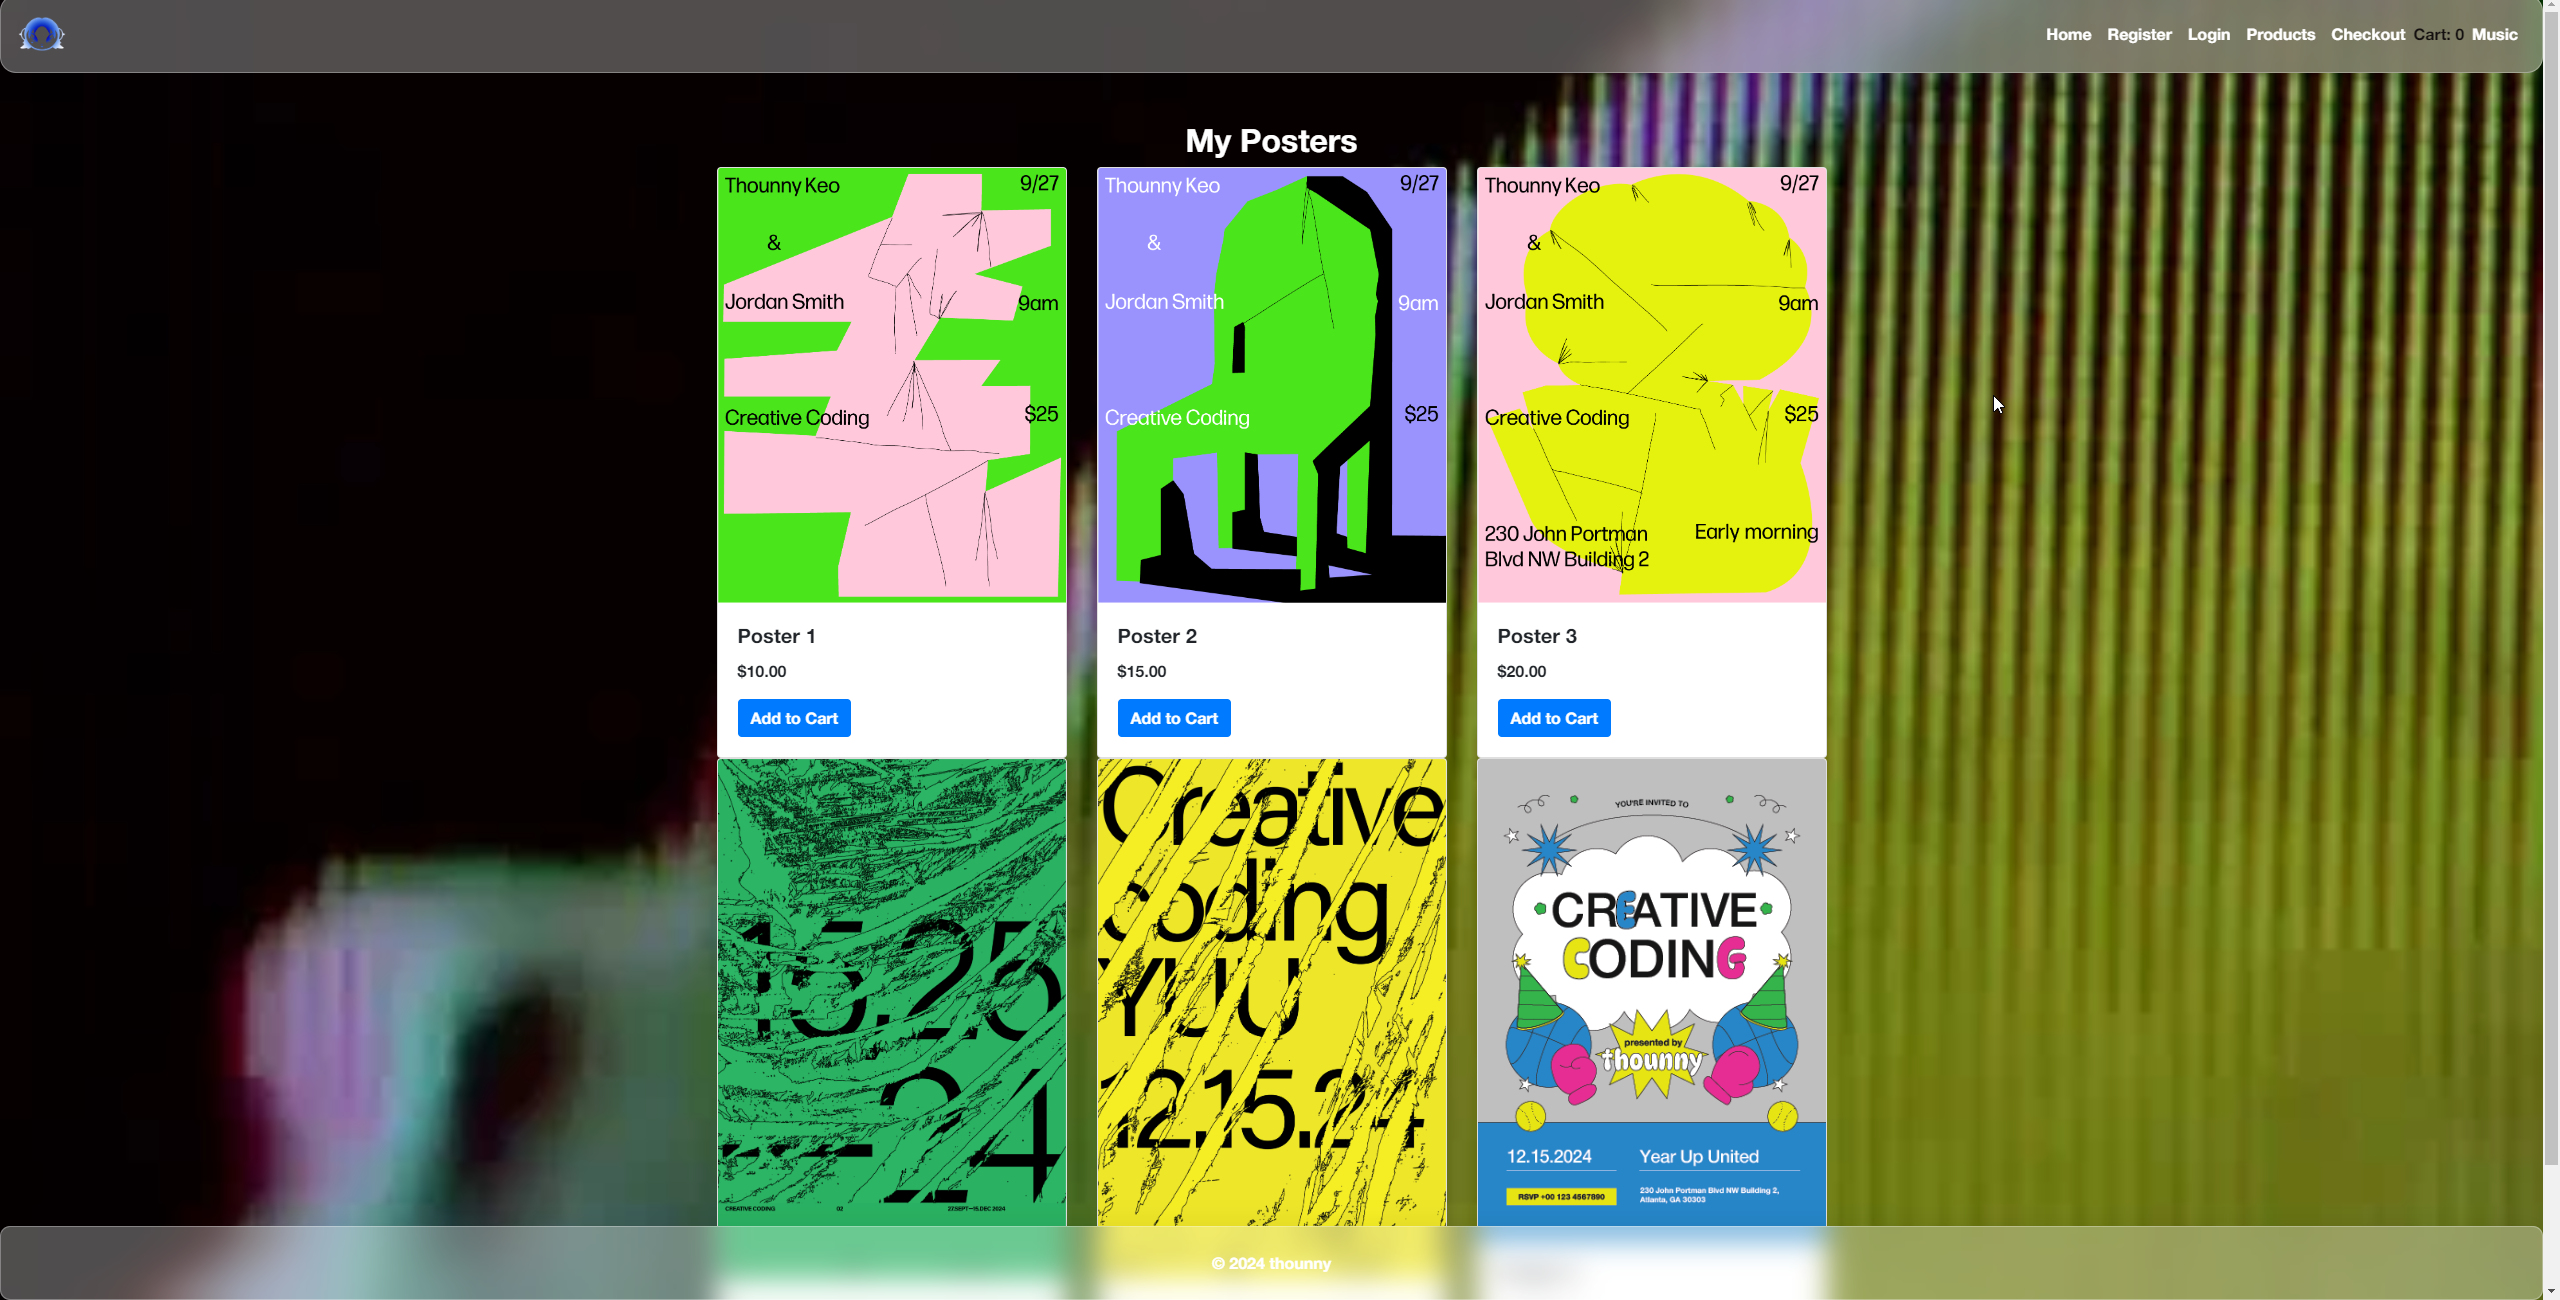 Home Register Login Products Checkout Cart: 0 Music
My Posters
Thounny Keo 9/27
&
Jordan Smith 9am
Creative Coding $25
Thounny Keo 9/27
&
Jordan Smith 9am
Creative Coding $25
Thounny Keo 9/27
&
Jordan Smith 9am
Creative Coding $25
230 John Portman Early morning
Blvd NW Building 2
Poster 1
$10.00
Add to Cart
Poster 2
$15.00
Add to Cart
Poster 3
$20.00
Add to Cart
15.25
24
CREATIVE CODING 02 27.SEPT—15.DEC 2024
Creative
coding
YUU
12.15.24
YOU'RE INVITED TO
CREATIVE
CODING
presented by
thounny
12.15.2024 Year Up United
RSVP +00 123 4567890
230 John Portman Blvd NW Building 2,
Atlanta, GA 30303
© 2024 thounny